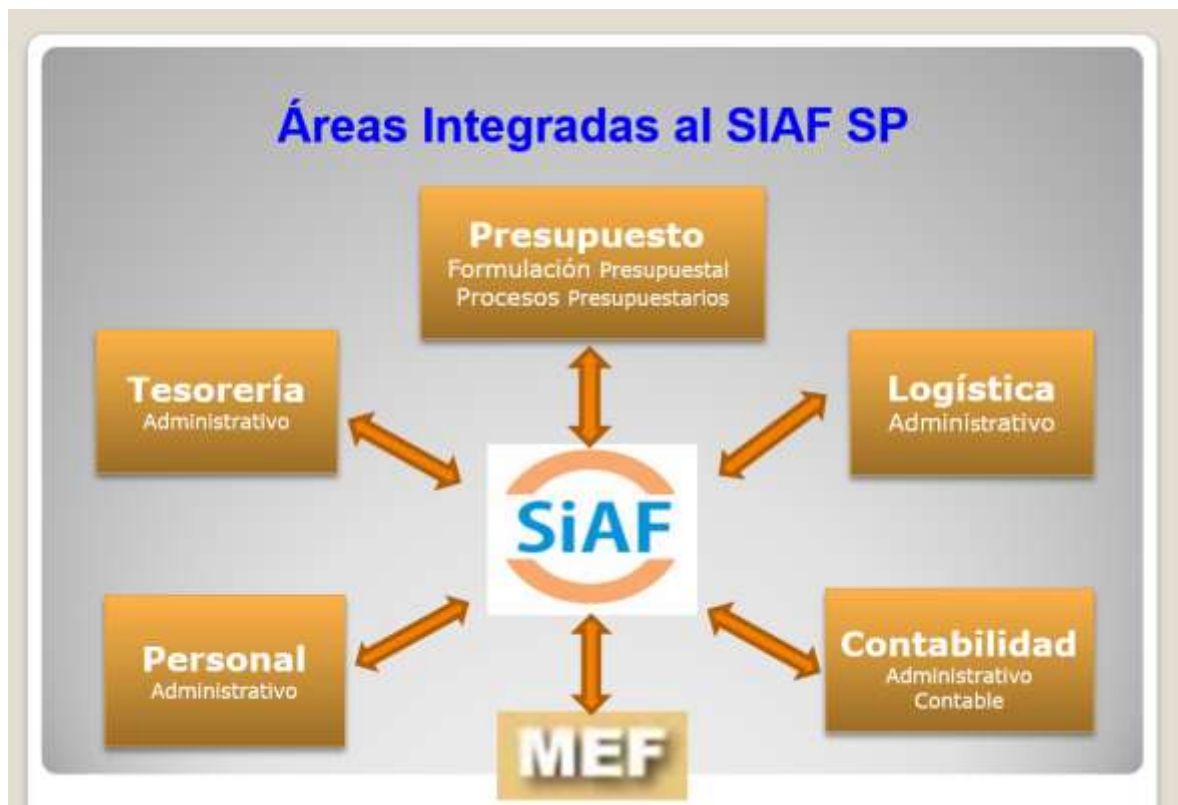 Áreas Integradas al SIAF SP
Presupuesto
Formulación Presupuestal
Procesos Presupuestarios
Tesorería
Administrativo
Logística
Administrativo
SiAF
Personal
Administrativo
Contabilidad
Administrativo
Contable
MEF